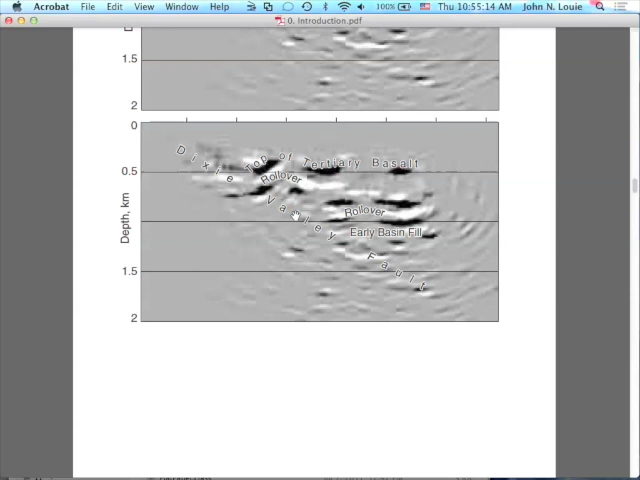 Acrobat File Edit View Window Help 100% Thu 10:55:14 AM John N. Louie
0. Introduction.pdf
1.5
2
0
0.5
1.0
1.5
2
Depth, km
Dixie Valley Fault
Top of Tertiary Basalt
Rollover
Rollover
Early Basin Fill